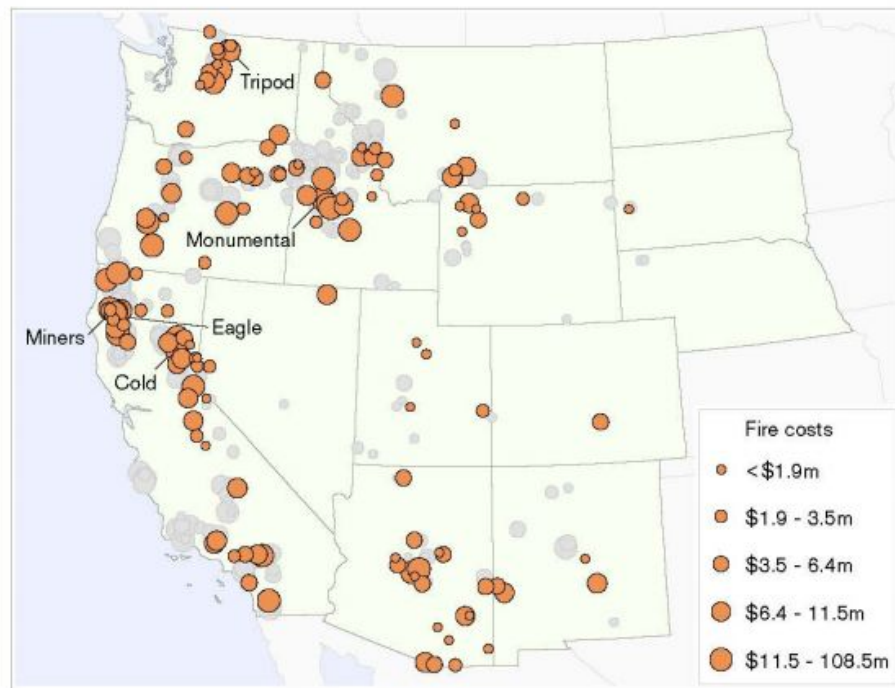 Tripod
Monumental
Miners
Eagle
Cold
Fire costs
<$1.9m
$1.9 - 3.5m
$3.5 - 6.4m
$6.4 - 11.5m
$11.5 - 108.5m